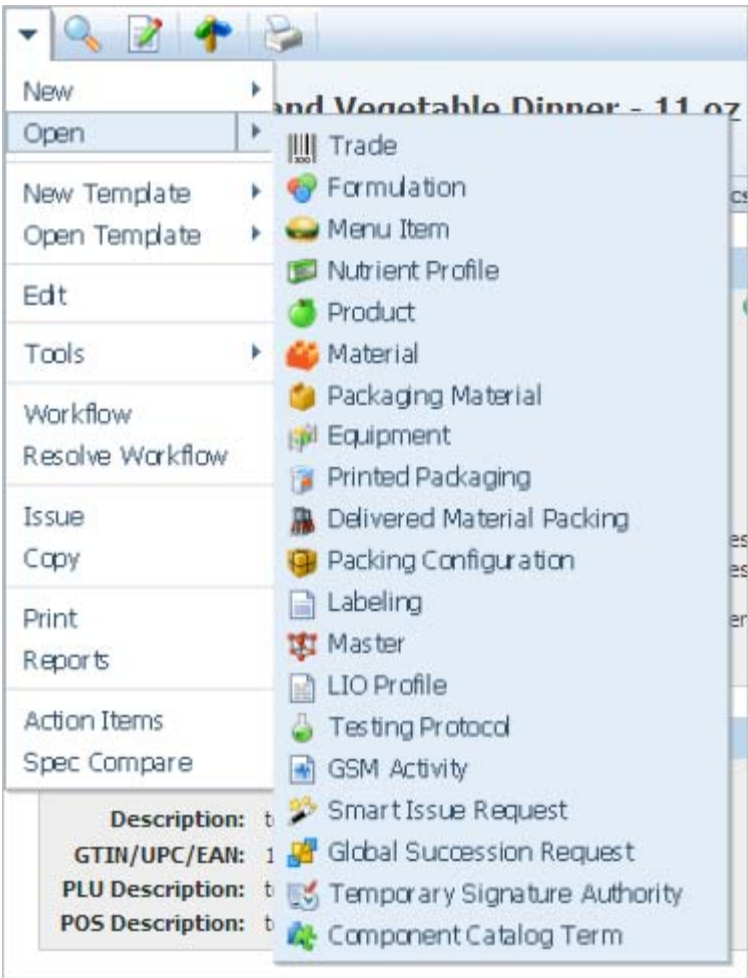 and Vegetable Dinner - 11 oz
New
Open
New Template
Open Template
Edit
Tools
Workflow
Resolve Workflow
Issue
Copy
Print
Reports
Action Items
Spec Compare
Trade
Formulation
Menu Item
Nutrient Profile
Product
Material
Packaging Material
Equipment
Printed Packaging
Delivered Material Packing
Packing Configuration
Labeling
Master
LIO Profile
Testing Protocol
GSM Activity
Smart Issue Request
Global Succession Request
Temporary Signature Authority
Component Catalog Term
Description:
GTIN/UPC/EAN: 1
PLU Description:
POS Description: